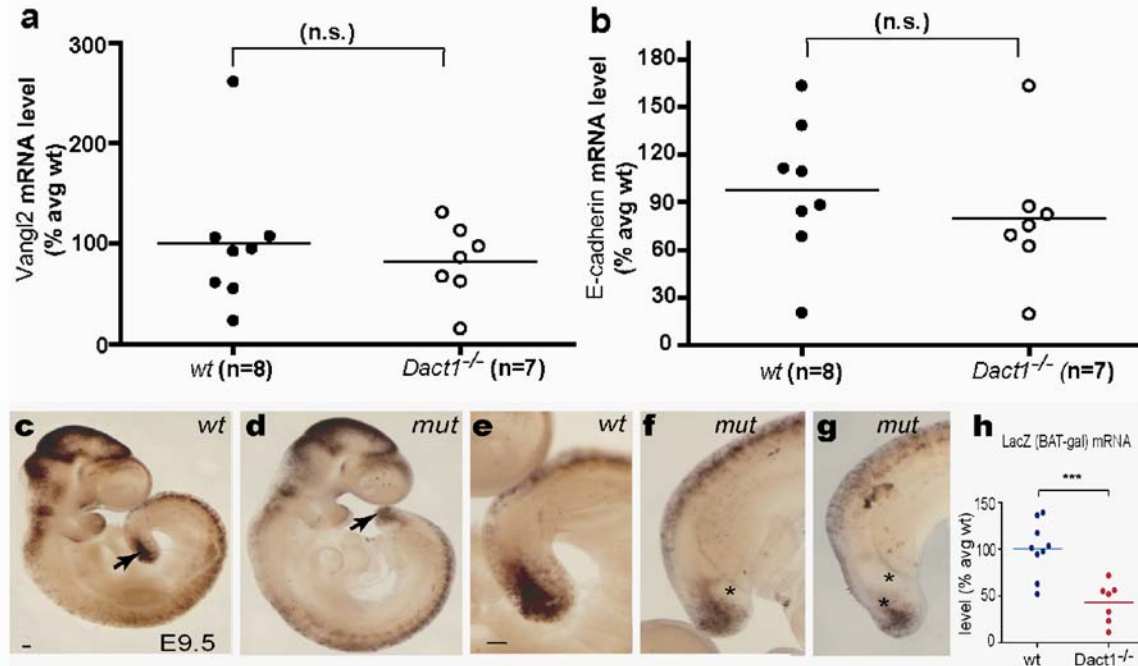 a
Vangl2 mRNA level
(% avg wt)
300
200
100
0
(n.s.)
wt (n=8)
Dact1-/- (n=7)
b
E-cadherin mRNA level
(% avg wt)
180
150
120
90
60
30
0
(n.s.)
wt (n=8)
Dact1-/- (n=7)
c
wt
E9.5
d
mut
e
wt
f
mut
*
g
mut
*
*
h
LacZ (BAT-gal) mRNA
***
level (% avg wt)
150
100
50
0
wt
Dact1-/-